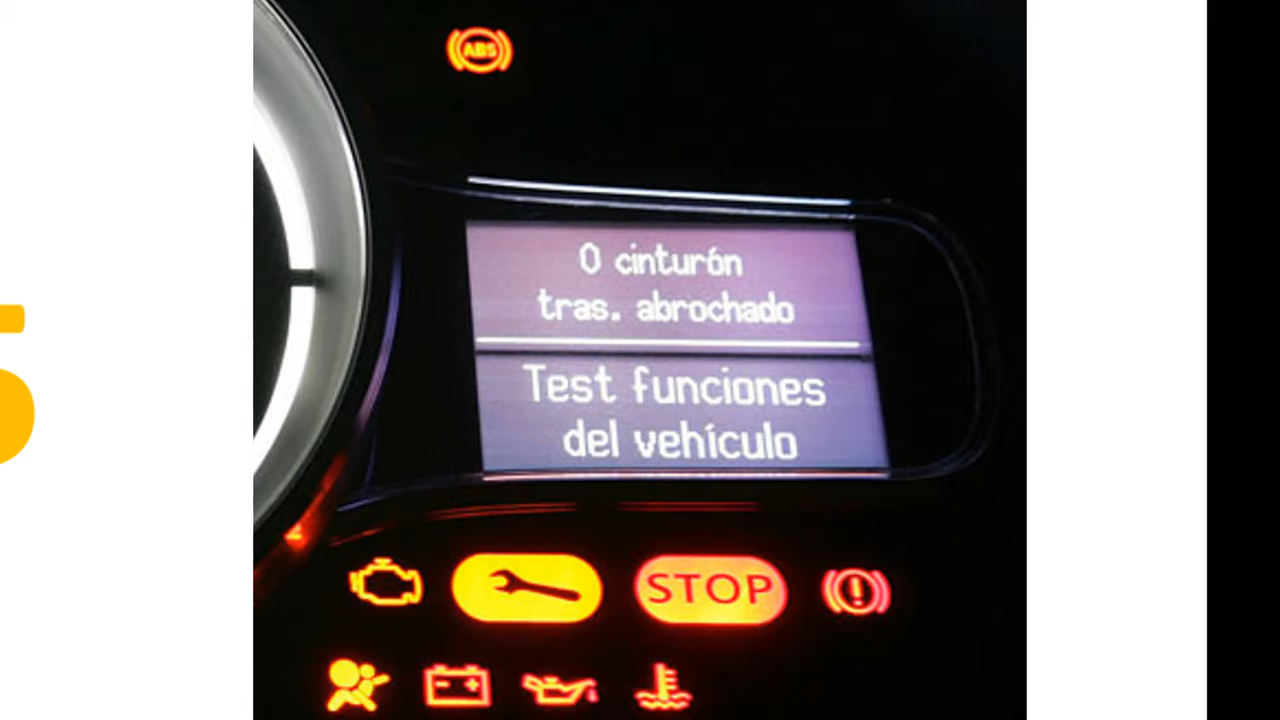 ABS
0 cinturón
tras. abrochado
Test funciones
del vehículo
STOP